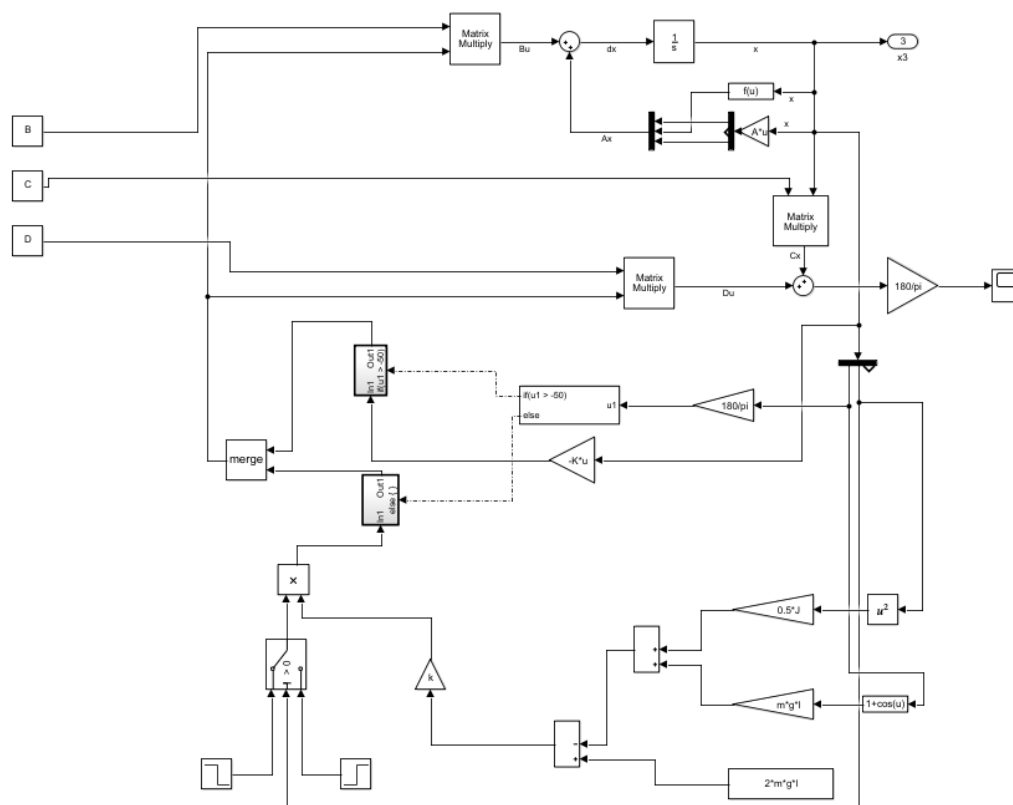 Matrix
Multiply
Bu
dx
1
s
x
3
x3
f(u)
x
B
Ax
A*u
x
C
Matrix
Multiply
D
Cx
Matrix
Multiply
Du
180/pi
In1
Out1
if(u1 > -50)
if(u1 > -50)
else
u1
180/pi
merge
-K*u
In1
Out1
else { }
×
0.5*J
u²
+
+
> 0
k
m*g*l
1+cos(u)
−
+
2*m*g*l